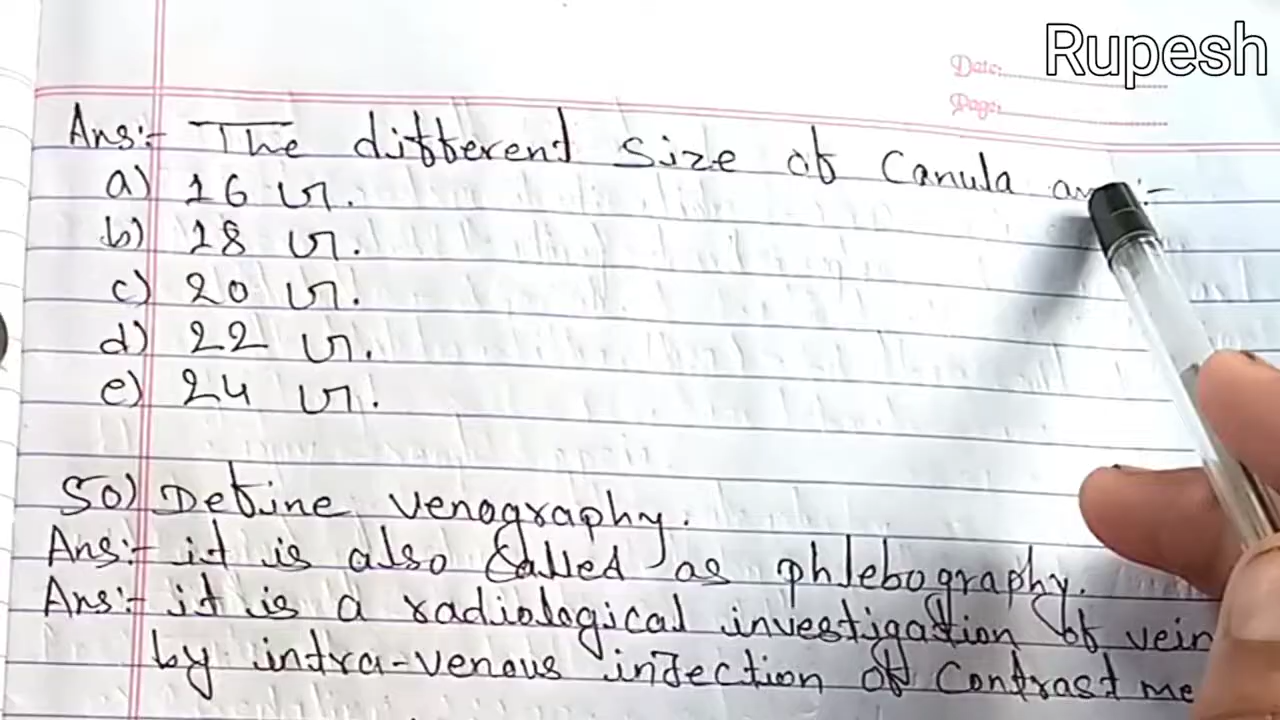 Rupesh
Date:
Page:
Ans:- The different Size of Canula are:-
a) 16 G.
b) 18 G.
c) 20 G.
d) 22 G.
e) 24 G.
50) Define venography.
Ans:- it is also called as phlebography.
Ans:- it is a radiological investigation of vein
by intra-venous injection of Contrast me